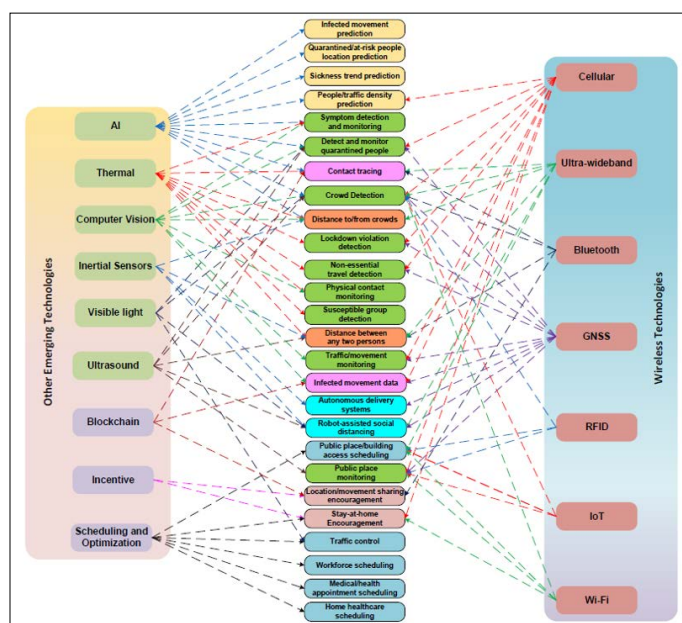 Other Emerging Technologies
AI
Thermal
Computer Vision
Inertial Sensors
Visible light
Ultrasound
Blockchain
Incentive
Scheduling and
Optimization
Infected movement
prediction
Quarantined/at-risk people
location prediction
Sickness trend prediction
People/traffic density
prediction
Symptom detection
and monitoring
Detect and monitor
quarantined people
Contact tracing
Crowd Detection
Distance to/from crowds
Lockdown violation
detection
Non-essential
travel detection
Physical contact
monitoring
Susceptible group
detection
Distance between
any two persons
Traffic/movement
monitoring
Infected movement data
Autonomous delivery
systems
Robot-assisted social
distancing
Public place/building
access scheduling
Public place
monitoring
Location/movement sharing
encouragement
Stay-at-home
Encouragement
Traffic control
Workforce scheduling
Medical/health
appointment scheduling
Home healthcare
scheduling
Cellular
Ultra-wideband
Bluetooth
GNSS
RFID
IoT
Wi-Fi
Wireless Technologies